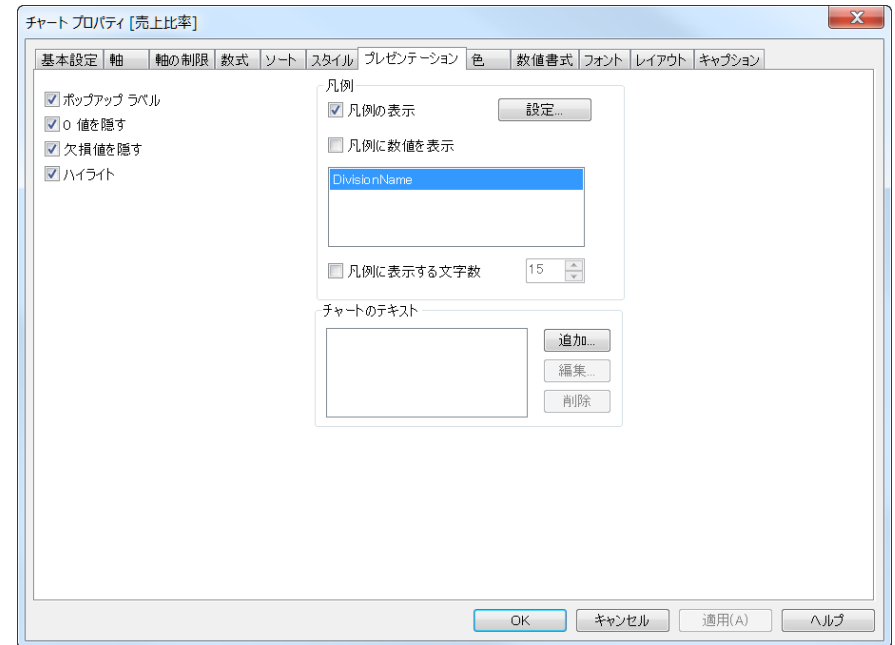 チャート プロパティ [売上比率]
基本設定 軸 軸の制限 数式 ソート スタイル プレゼンテーション 色 数値書式 フォント レイアウト キャプション
ポップアップ ラベル
0 値を隠す
欠損値を隠す
ハイライト
凡例
凡例の表示 設定...
凡例に数値を表示
DivisionName
凡例に表示する文字数 15
チャートのテキスト
追加...
編集...
削除
OK キャンセル 適用(A) ヘルプ